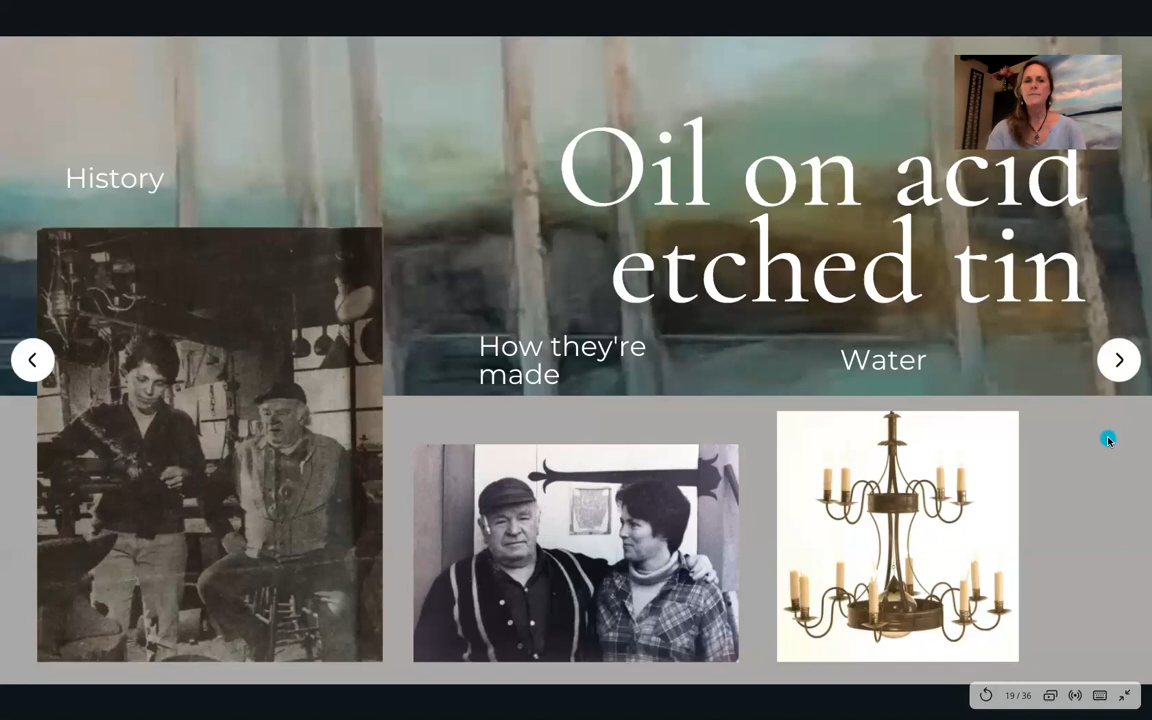 History
Oil on acid
etched tin
How they're
made
Water
19 / 36